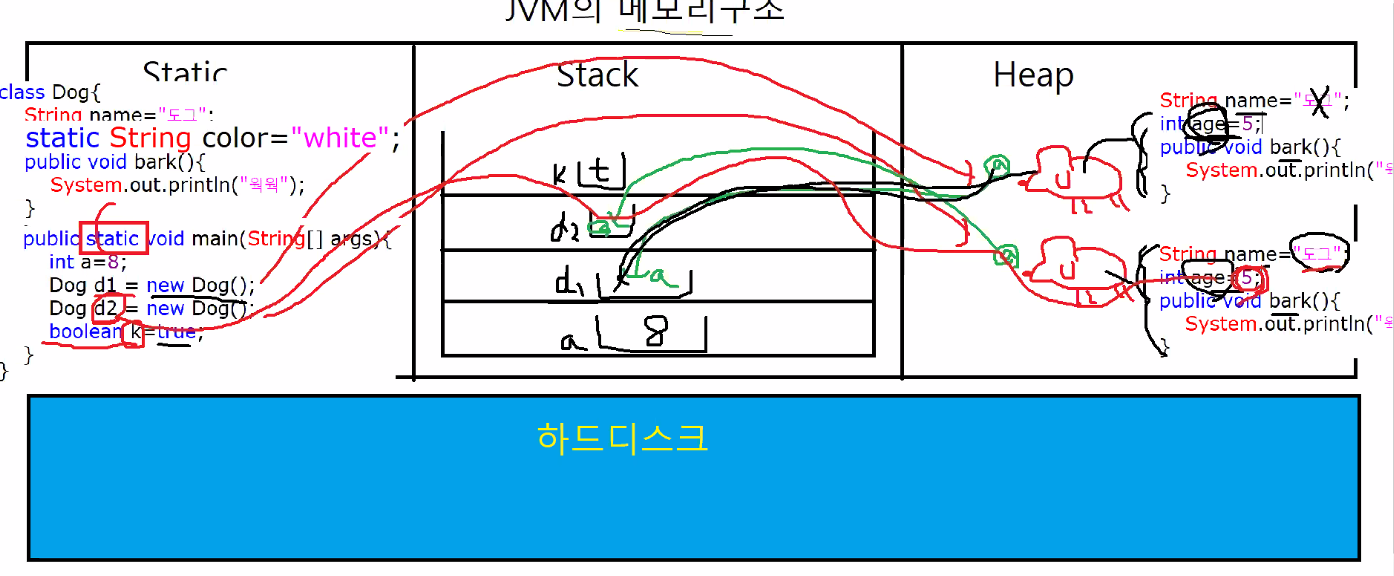 JVM의 메모리구조
Static
class Dog{
String name="도그";
static String color="white";
public void bark(){
System.out.println("웍웍");
}
public static void main(String[] args){
int a=8;
Dog d1 = new Dog();
Dog d2 = new Dog();
boolean k=true;
}
}
Stack
k t
d2
d1 a
a 8
Heap
String name="도그";
int age=5;
public void bark(){
System.out.println("
}
String name="도그";
int age=5;
public void bark(){
System.out.println("
}
하드디스크